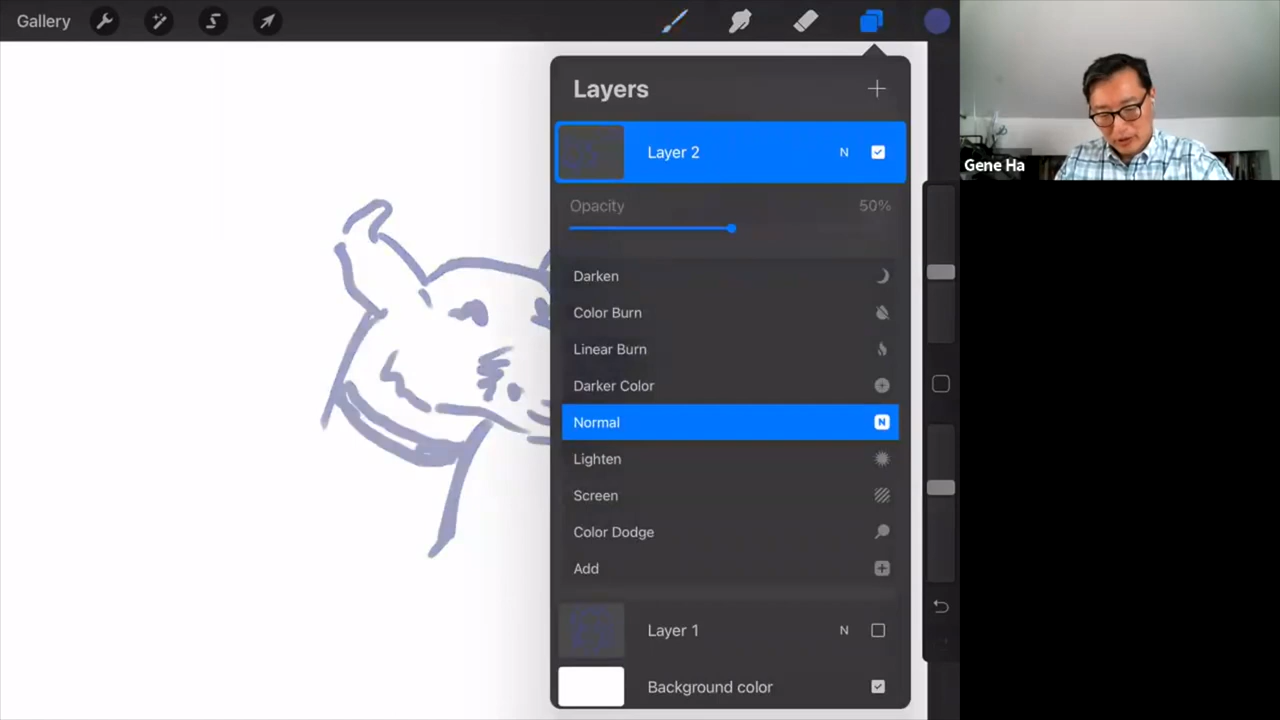 Gallery
Layers
Layer 2 N
Opacity 50%
Darken
Color Burn
Linear Burn
Darker Color
Normal N
Lighten
Screen
Color Dodge
Add
Layer 1 N
Background color
Gene Ha